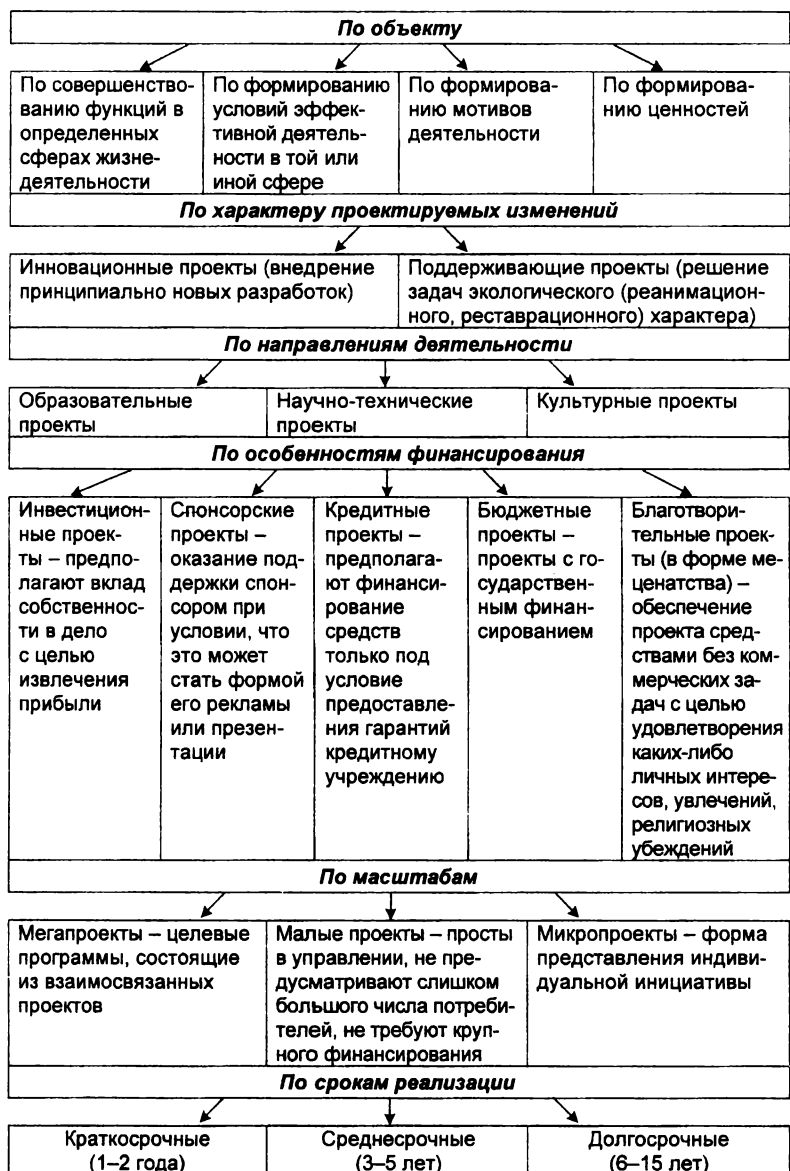 По объекту
По совершенство-
ванию функций в
определенных
сферах жизне-
деятельности
По формированию
условий эффек-
тивной деятель-
ности в той или
иной сфере
По формирова-
нию мотивов
деятельности
По формирова-
нию ценностей
По характеру проектируемых изменений
Инновационные проекты (внедрение
принципиально новых разработок)
Поддерживающие проекты (решение
задач экологического (реанимацион-
ного, реставрационного) характера)
По направлениям деятельности
Образовательные
проекты
Научно-технические
проекты
Культурные проекты
По особенностям финансирования
Инвестицион-
ные проек-
ты – предпо-
лагают вклад
собственнос-
ти в дело
с целью
извлечения
прибыли
Спонсорские
проекты –
оказание под-
держки спон-
сором при
условии, что
это может
стать формой
его рекламы
или презен-
тации
Кредитные
проекты –
предполага-
ют финанси-
рование
средств
только под
условие
предоставле-
ния гарантий
кредитному
учреждению
Бюджетные
проекты –
проекты с го-
сударствен-
ным финан-
сированием
Благотвори-
тельные проек-
ты (в форме ме-
ценатства) –
обеспечение
проекта сред-
ствами без ком-
мерческих за-
дач с целью
удовлетворения
каких-либо
личных интере-
сов, увлечений,
религиозных
убеждений
По масштабам
Мегапроекты – целевые
программы, состоящие
из взаимосвязанных
проектов
Малые проекты – просты
в управлении, не пре-
дусматривают слишком
большого числа потреби-
телей, не требуют круп-
ного финансирования
Микропроекты – форма
представления индиви-
дуальной инициативы
По срокам реализации
Краткосрочные
(1–2 года)
Среднесрочные
(3–5 лет)
Долгосрочные
(6–15 лет)